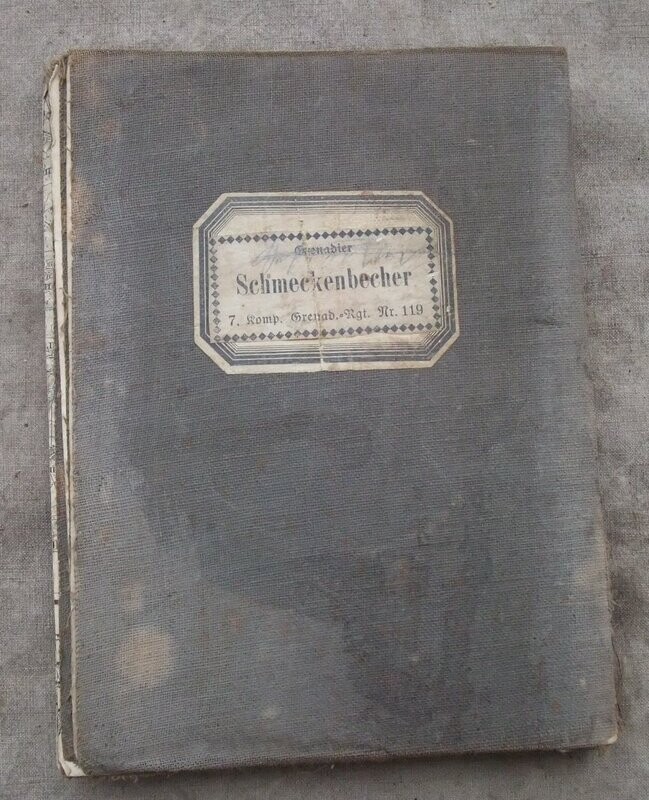 Grenadier
Schmeckenbecher
7. Komp. Grenad.=Rgt. Nr. 119